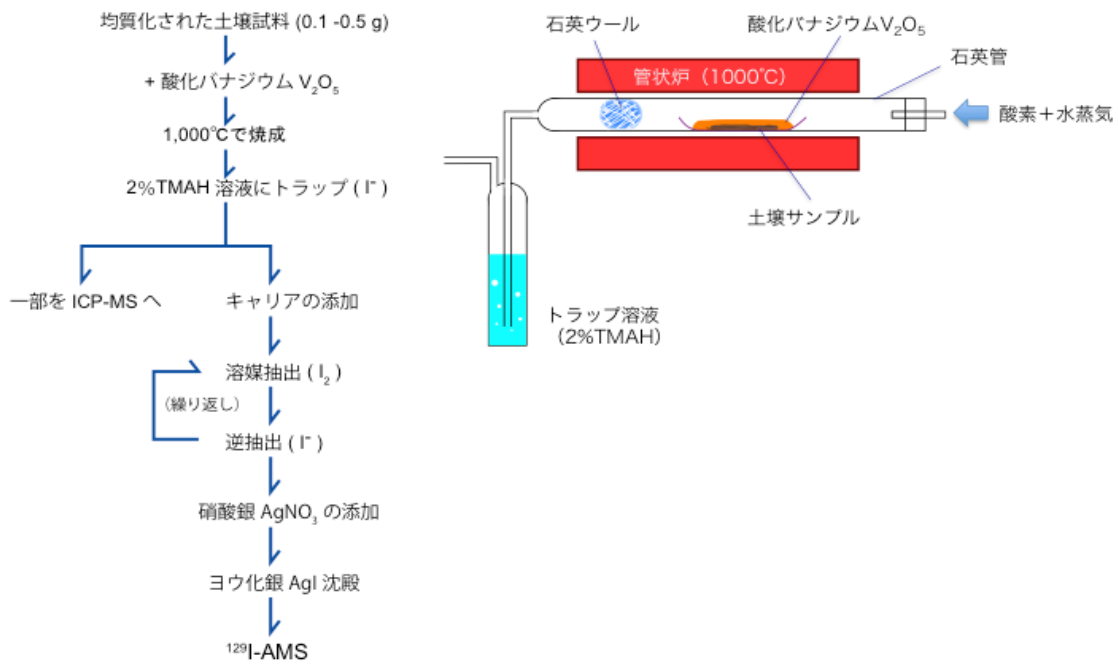 均質化された土壌試料 (0.1 -0.5 g)
+ 酸化バナジウム V₂O₅
1,000℃で焼成
2%TMAH 溶液にトラップ ( I⁻ )
一部を ICP-MS へ
キャリアの添加
溶媒抽出 ( I₂ )
(繰り返し)
逆抽出 ( I⁻ )
硝酸銀 AgNO₃ の添加
ヨウ化銀 AgI 沈殿
¹²⁹I-AMS
石英ウール
酸化バナジウムV₂O₅
石英管
管状炉（1000℃）
酸素＋水蒸気
土壌サンプル
トラップ溶液
（2%TMAH）